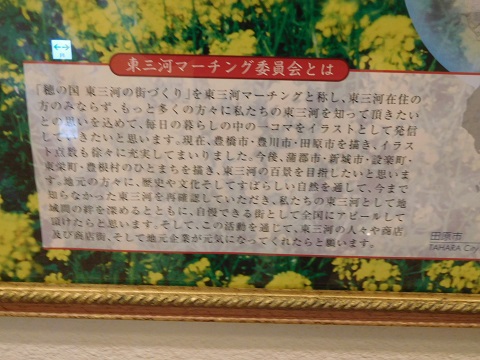 東三河マーチング委員会とは
「穂の国 東三河の街づくり」を東三河マーチングと称し、東三河在住の
方のみならず、もっと多くの方々に私たちの東三河を知って頂きたい
との思いを込めて、毎日の暮らしの中の一コマをイラストとして発信
して行きたいと思います。現在、豊橋市・豊川市・田原市を描き、イラス
ト点数も徐々に充実してまいりました。今後、蒲郡市・新城市・設楽町・
東栄町・豊根村のひとまちを描き、東三河の百景を目指したいと思いま
す。地元の方々に、歴史や文化そしてすばらしい自然を通じて、今まで
知らなかった東三河を再確認していただき、私たちの東三河として地
域間の絆を深めるとともに、自慢できる街として全国にアピールして
頂けたらと思います。そして、この活動を通じて、東三河の人々や商店
及び商店街、そして地元企業が元気になってくれたらと願います。
田原市
TAHARA City